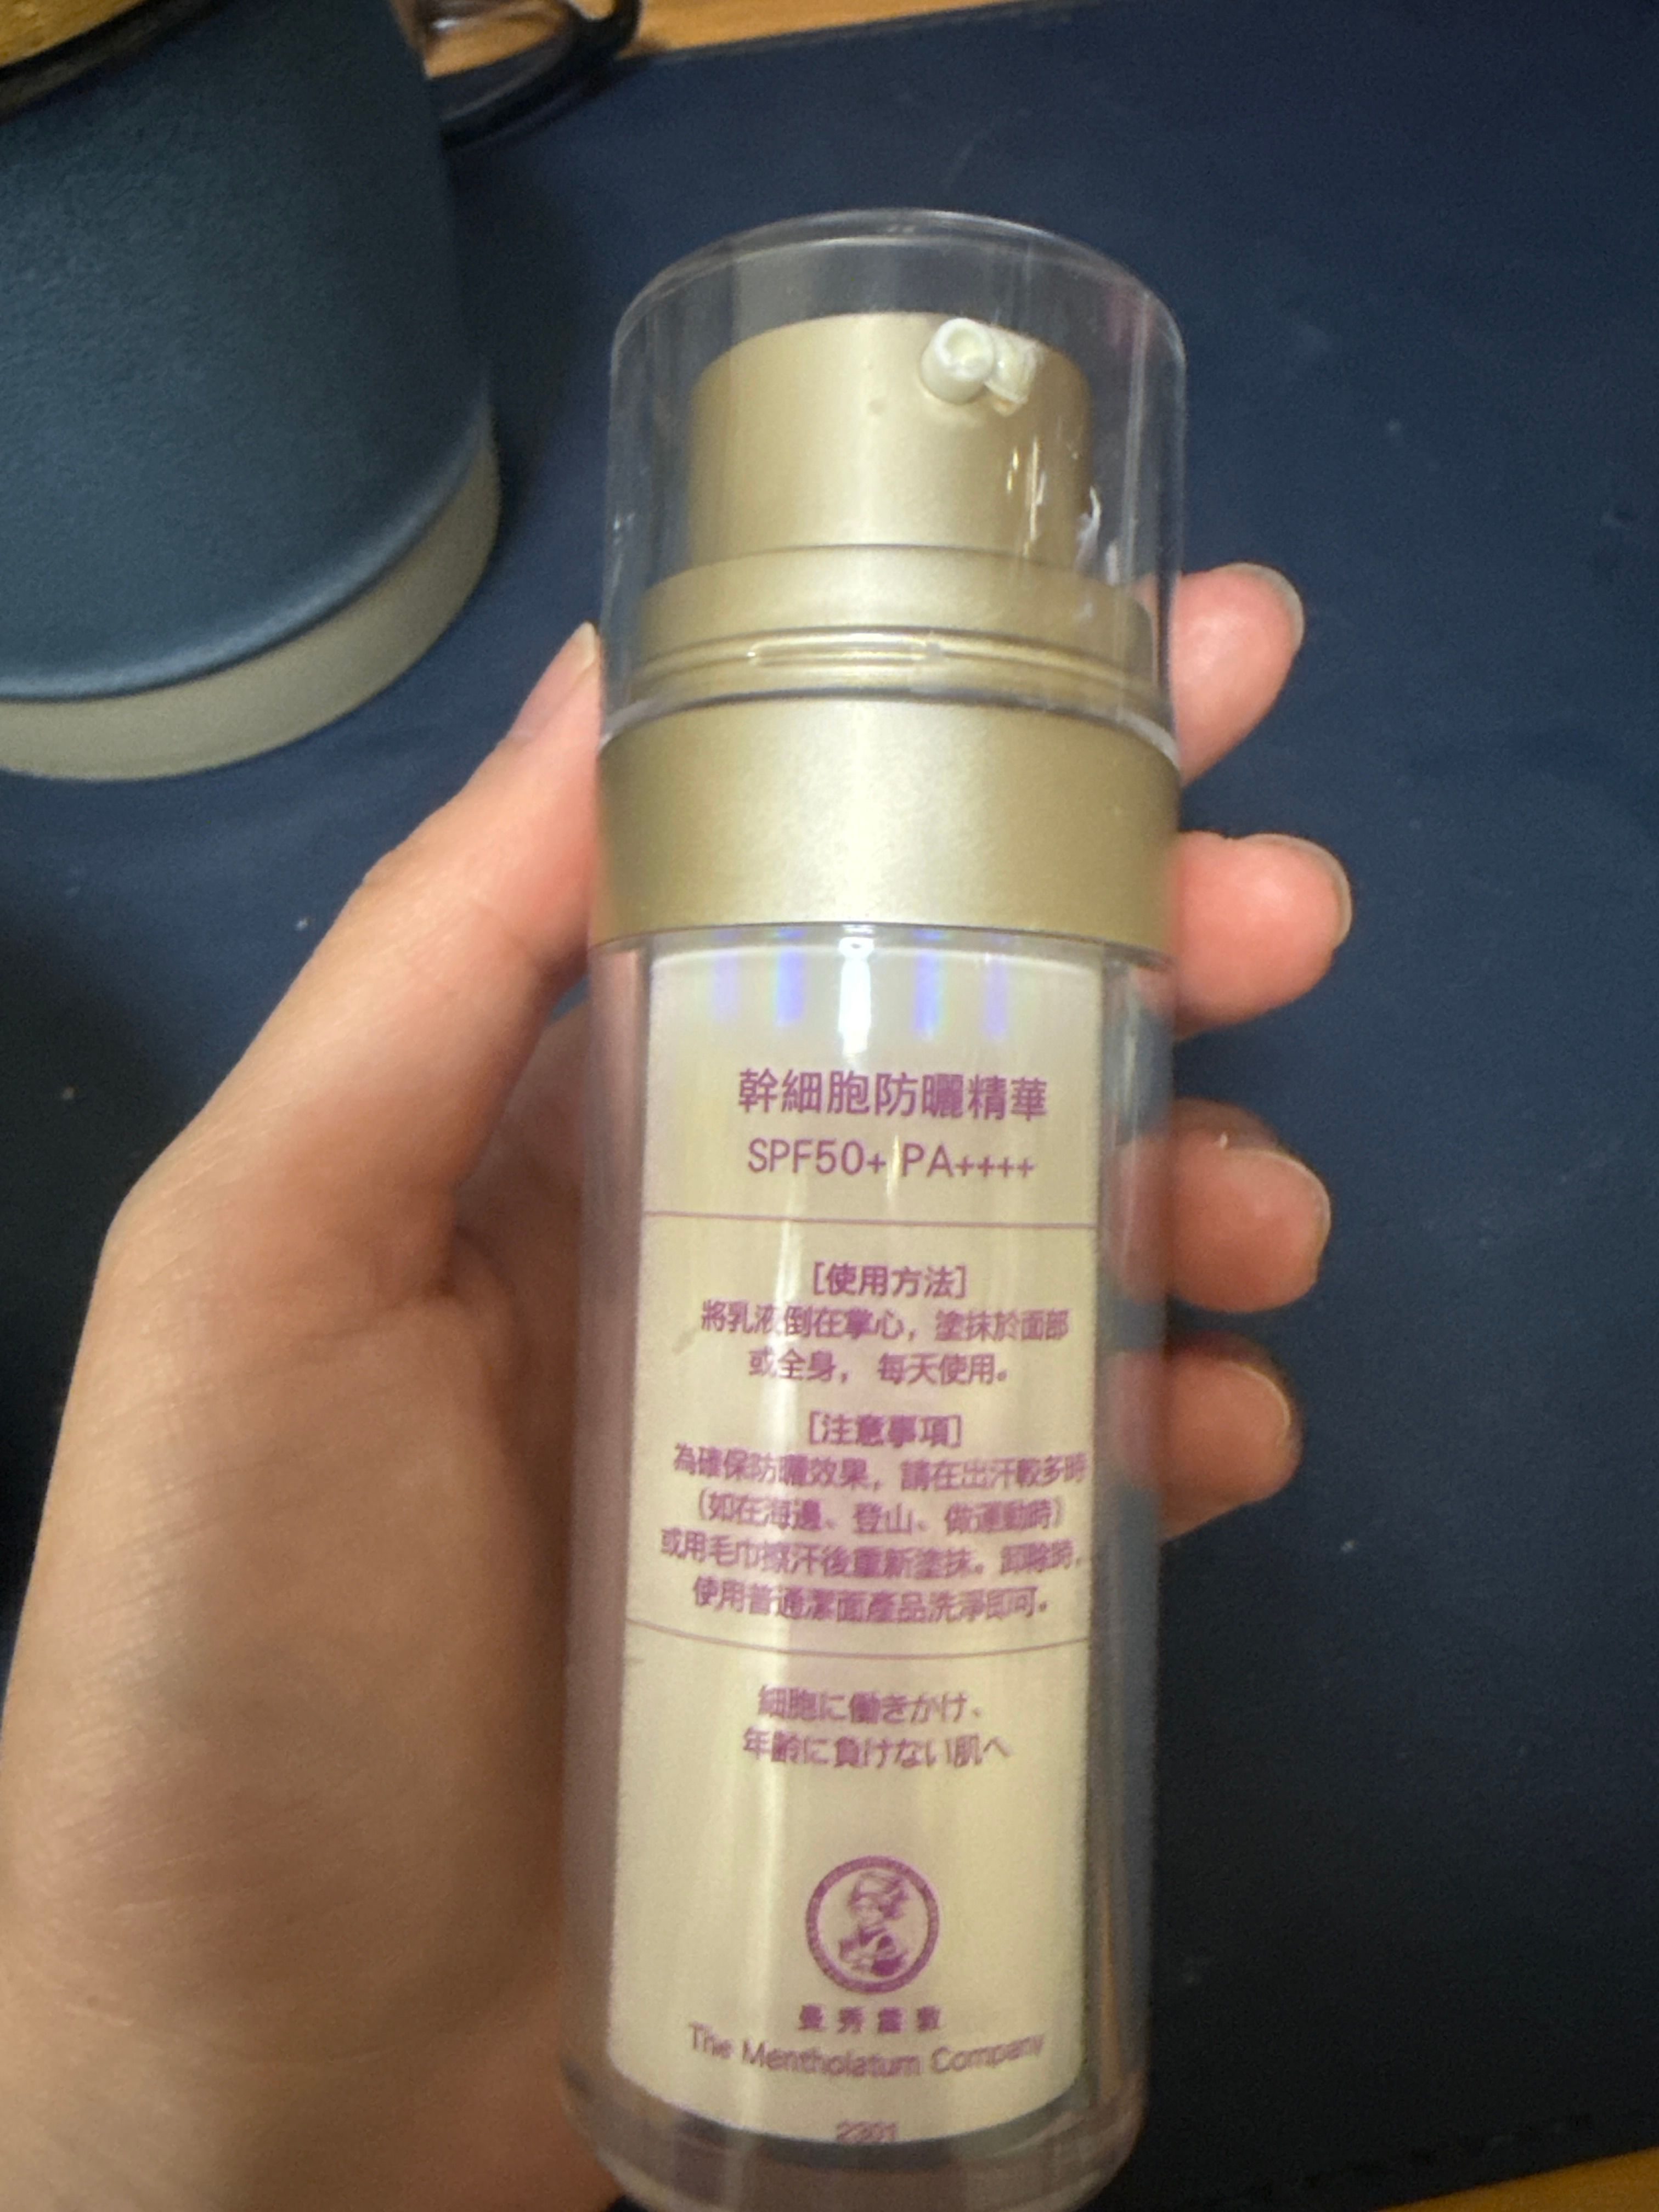 幹細胞防曬精華
SPF50+ PA++++
[使用方法]
將乳液倒在掌心，塗抹於面部
或全身， 每天使用。
[注意事項]
為確保防曬效果，請在出汗較多時
(如在海邊、登山、做運動時)
或用毛巾擦汗後重新塗抹。卸除時，
使用普通潔面產品洗淨即可。
細胞に働きかけ、
年齢に負けない肌へ
曼秀雷敦
The Mentholatum Company
2301